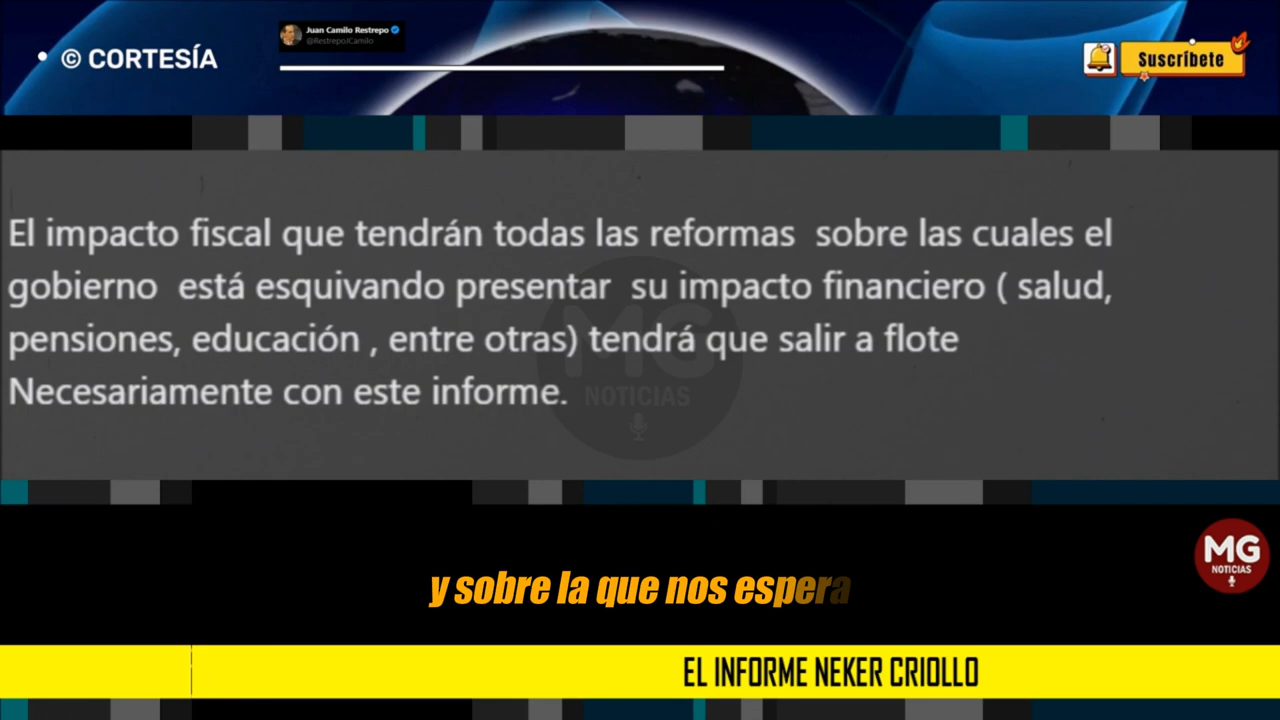 © CORTESÍA
Juan Camilo Restrepo
@RestrepoJCamilo
Suscríbete
El impacto fiscal que tendrán todas las reformas sobre las cuales el
gobierno está esquivando presentar su impacto financiero ( salud,
pensiones, educación , entre otras) tendrá que salir a flote
Necesariamente con este informe.
MG
NOTICIAS
MG
NOTICIAS
y sobre la que nos espera
EL INFORME NEKER CRIOLLO